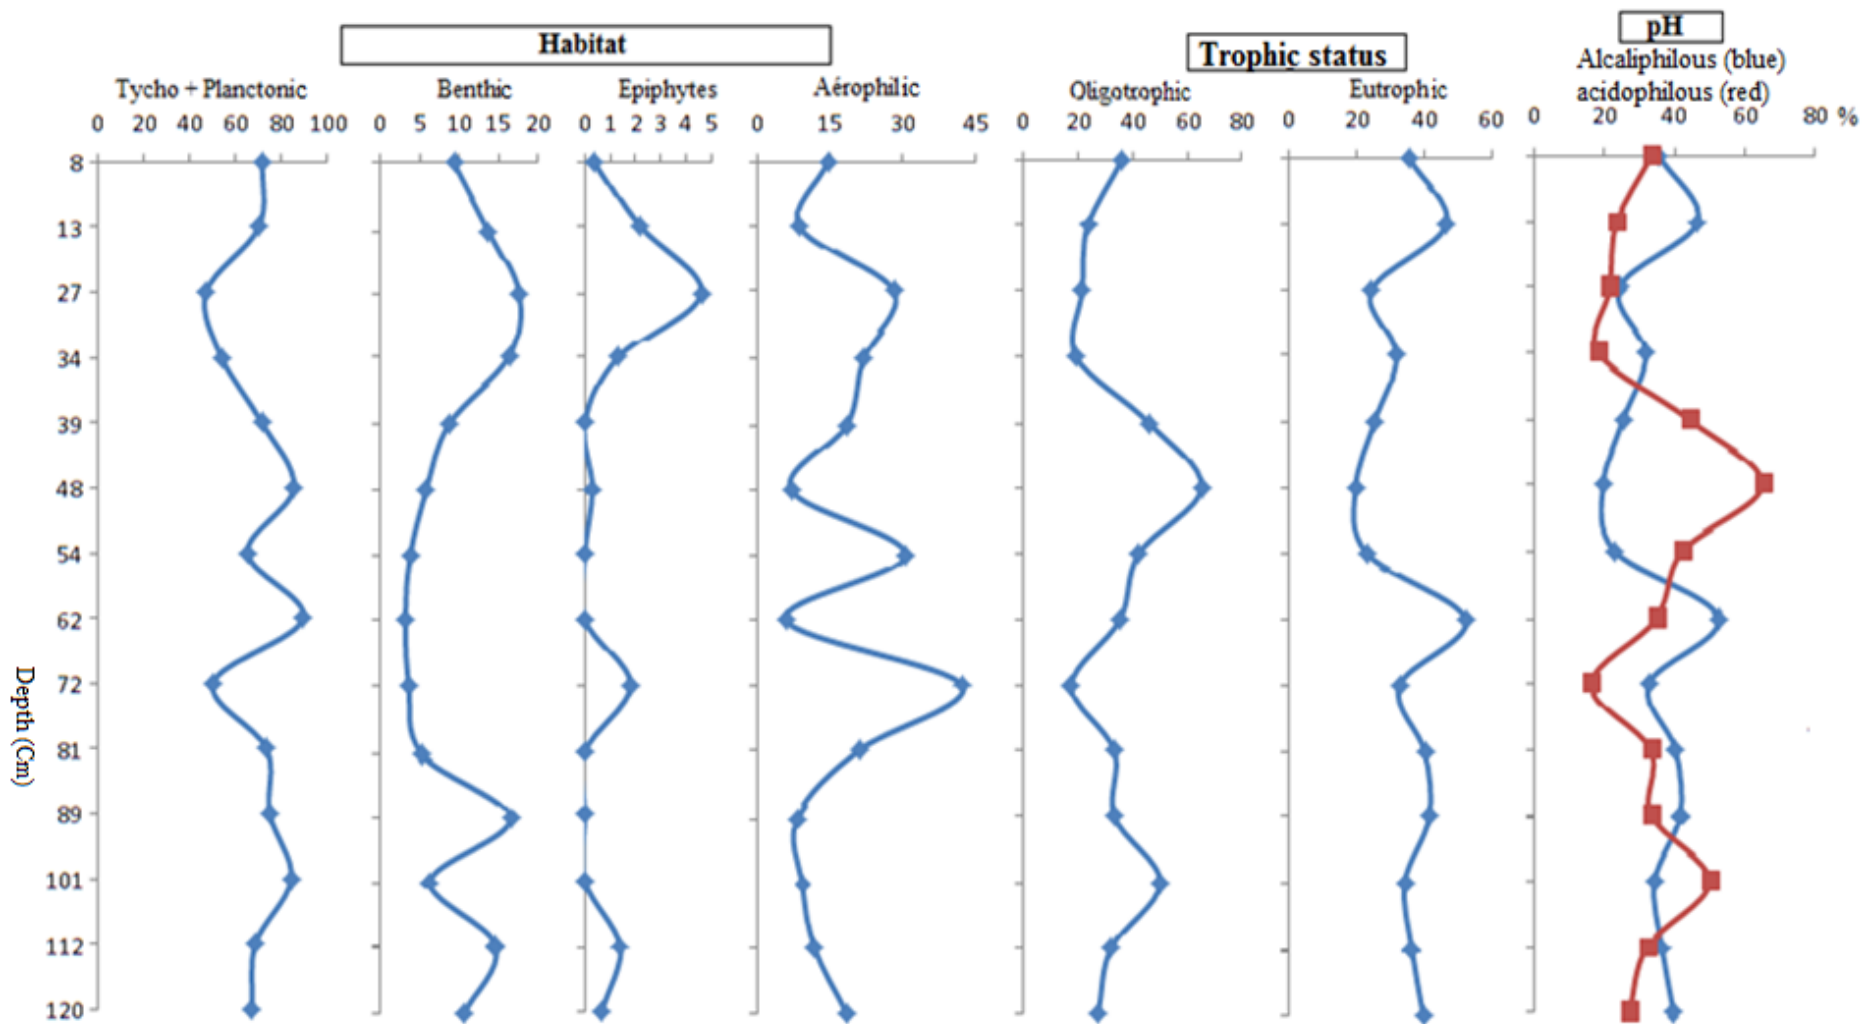 Habitat
Trophic status
pH
Tycho + Planctonic
Benthic
Epiphytes
Aérophilic
Oligotrophic
Eutrophic
Alcaliphilous (blue)
acidophilous (red)
0 20 40 60 80 100
0 5 10 15 20
0 1 2 3 4 5
0 15 30 45
0 20 40 60 80
0 20 40 60
0 20 40 60 80 %
8
13
27
34
39
48
54
62
72
81
89
101
112
120
Depth (Cm)